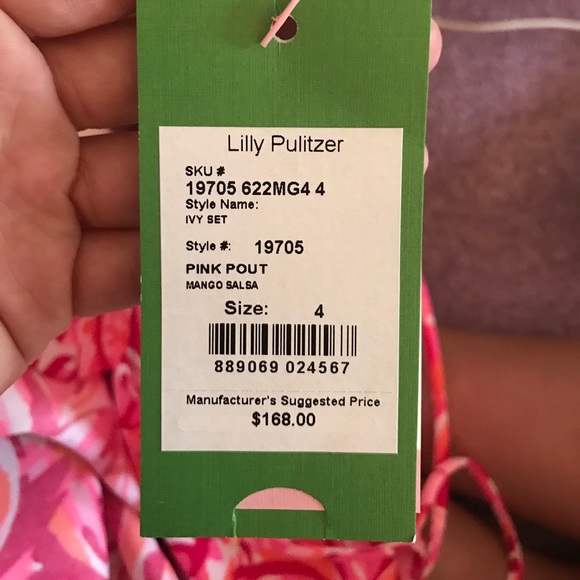 Lilly Pulitzer
SKU #
19705 622MG4 4
Style Name:
IVY SET
Style #: 19705
PINK POUT
MANGO SALSA
Size: 4
889069 024567
Manufacturer's Suggested Price
$168.00